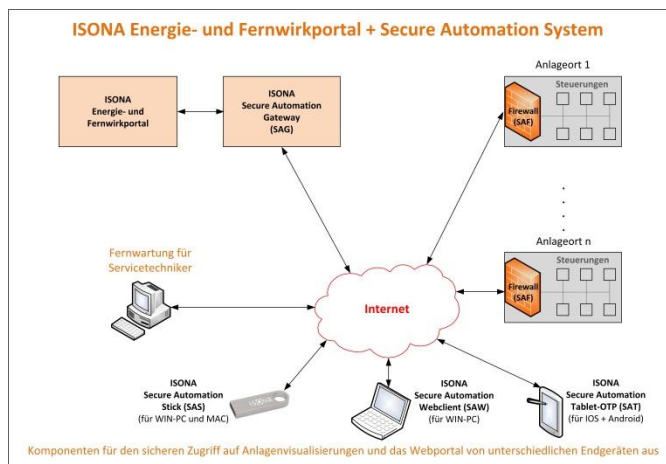 ISONA Energie- und Fernwirkportal + Secure Automation System
ISONA
Energie- und
Fernwirkportal
ISONA
Secure Automation
Gateway
(SAG)
Anlageort 1
Steuerungen
Firewall
(SAF)
Anlageort n
Steuerungen
Firewall
(SAF)
Fernwartung für
Servicetechniker
Internet
ISONA
Secure Automation
Stick (SAS)
(für WIN-PC und MAC)
ISONA
Secure Automation
Webclient (SAW)
(für WIN-PC)
ISONA
Secure Automation
Tablet-OTP (SAT)
(für IOS + Android)
Komponenten für den sicheren Zugriff auf Anlagenvisualisierungen und das Webportal von unterschiedlichen Endgeräten aus